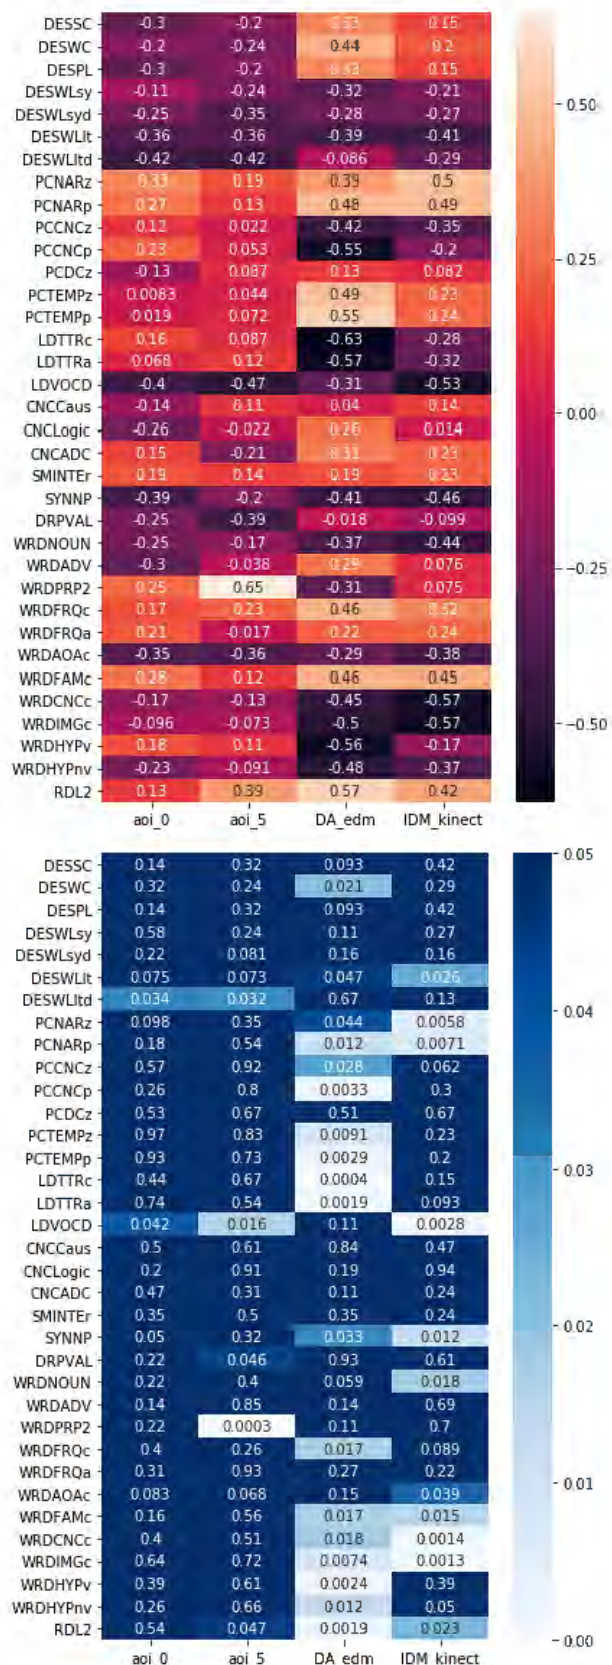 DESSC -0.3 -0.2 0.33 0.15
DESWC -0.2 -0.24 0.44 0.2
DESPL -0.3 -0.2 0.33 0.15
DESWLsy -0.11 -0.24 -0.32 -0.21
DESWLsyd -0.25 -0.35 -0.28 -0.27
DESWLlt -0.36 -0.36 -0.39 -0.41
DESWLltd -0.42 -0.42 -0.086 -0.29
PCNARz 0.33 0.19 0.39 0.5
PCNARp 0.27 0.13 0.48 0.49
PCCNCz 0.12 0.022 -0.42 -0.35
PCCNCp 0.23 0.053 -0.55 -0.2
PCDCz -0.13 0.087 0.13 0.082
PCTEMPz 0.0083 0.044 0.49 0.23
PCTEMPp 0.019 0.072 0.55 0.24
LDTTRc 0.16 0.087 -0.63 -0.28
LDTTRa 0.068 0.12 -0.57 -0.32
LDVOCD -0.4 -0.47 -0.31 -0.53
CNCCaus -0.14 0.11 0.04 0.14
CNCLogic -0.26 -0.022 0.26 0.014
CNCADC 0.15 -0.21 0.31 0.23
SMINTEr 0.19 0.14 0.19 0.23
SYNNP -0.39 -0.2 -0.41 -0.46
DRPVAL -0.25 -0.39 -0.018 -0.099
WRDNOUN -0.25 -0.17 -0.37 -0.44
WRDADV -0.3 -0.038 0.29 0.076
WRDPRP2 0.25 0.65 -0.31 0.075
WRDFRQc 0.17 0.23 0.46 0.32
WRDFRQa 0.21 -0.017 0.22 0.24
WRDAOAc -0.35 -0.36 -0.29 -0.38
WRDFAMc 0.28 0.12 0.46 0.45
WRDCNCc -0.17 -0.13 -0.45 -0.57
WRDIMGc -0.096 -0.073 -0.5 -0.57
WRDHYPv 0.18 0.11 -0.56 -0.17
WRDHYPnv -0.23 -0.091 -0.48 -0.37
RDL2 0.13 0.39 0.57 0.42
aoi_0 aoi_5 DA_edm IDM_kinect
0.50
0.25
0.00
-0.25
-0.50
DESSC 0.14 0.32 0.093 0.42
DESWC 0.32 0.24 0.021 0.29
DESPL 0.14 0.32 0.093 0.42
DESWLsy 0.58 0.24 0.11 0.27
DESWLsyd 0.22 0.081 0.16 0.16
DESWLlt 0.075 0.073 0.047 0.026
DESWLltd 0.034 0.032 0.67 0.13
PCNARz 0.098 0.35 0.044 0.0058
PCNARp 0.18 0.54 0.012 0.0071
PCCNCz 0.57 0.92 0.028 0.062
PCCNCp 0.26 0.8 0.0033 0.3
PCDCz 0.53 0.67 0.51 0.67
PCTEMPz 0.97 0.83 0.0091 0.23
PCTEMPp 0.93 0.73 0.0029 0.2
LDTTRc 0.44 0.67 0.0004 0.15
LDTTRa 0.74 0.54 0.0019 0.093
LDVOCD 0.042 0.016 0.11 0.0028
CNCCaus 0.5 0.61 0.84 0.47
CNCLogic 0.2 0.91 0.19 0.94
CNCADC 0.47 0.31 0.11 0.24
SMINTEr 0.35 0.5 0.35 0.24
SYNNP 0.05 0.32 0.033 0.012
DRPVAL 0.22 0.046 0.93 0.61
WRDNOUN 0.22 0.4 0.059 0.018
WRDADV 0.14 0.85 0.14 0.69
WRDPRP2 0.22 0.0003 0.11 0.7
WRDFRQc 0.4 0.26 0.017 0.089
WRDFRQa 0.31 0.93 0.27 0.22
WRDAOAc 0.083 0.068 0.15 0.039
WRDFAMc 0.16 0.56 0.017 0.015
WRDCNCc 0.4 0.51 0.018 0.0014
WRDIMGc 0.64 0.72 0.0074 0.0013
WRDHYPv 0.39 0.61 0.0024 0.39
WRDHYPnv 0.26 0.66 0.012 0.05
RDL2 0.54 0.047 0.0019 0.023
aoi_0 aoi_5 DA_edm IDM_kinect
0.05
0.04
0.03
0.02
0.01
0.00